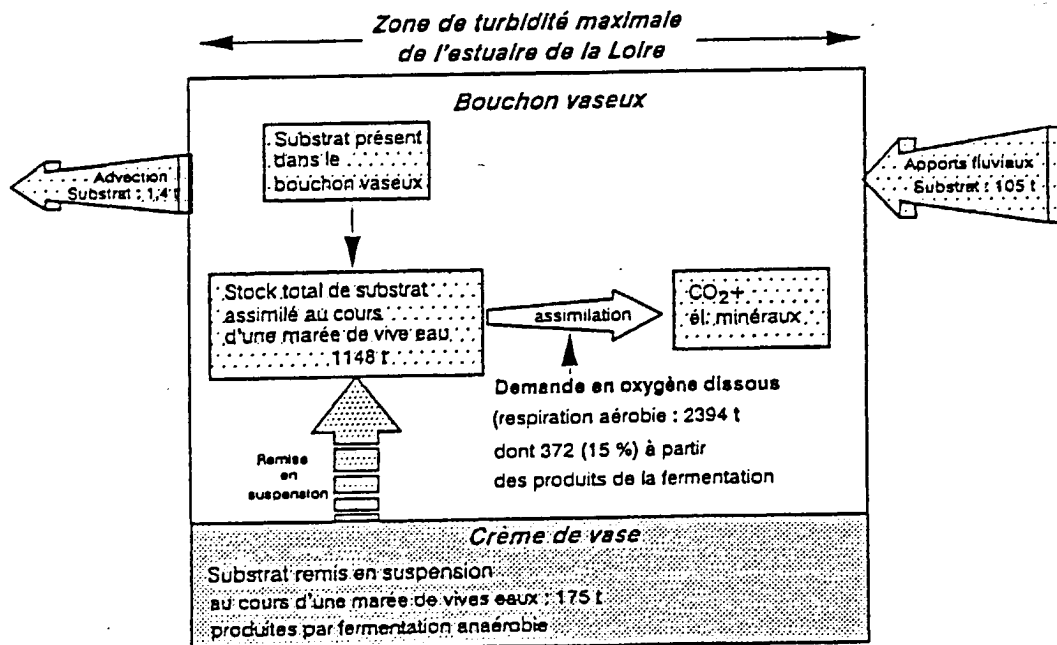 Zone de turbidité maximale
de l'estuaire de la Loire
Bouchon vaseux
Substrat présent
dans le
bouchon vaseux
Advection
Substrat : 1,4 t
Apports fluviaux
Substrat : 105 t
Stock total de substrat
assimilé au cours
d'une marée de vive eau
1148 t
assimilation
CO2+
él. minéraux
Demande en oxygène dissous
(respiration aérobie : 2394 t
dont 372 (15 %) à partir
des produits de la fermentation
Remise
en
suspension
Crème de vase
Substrat remis en suspension
au cours d'une marée de vives eaux : 175 t
produites par fermentation anaérobie